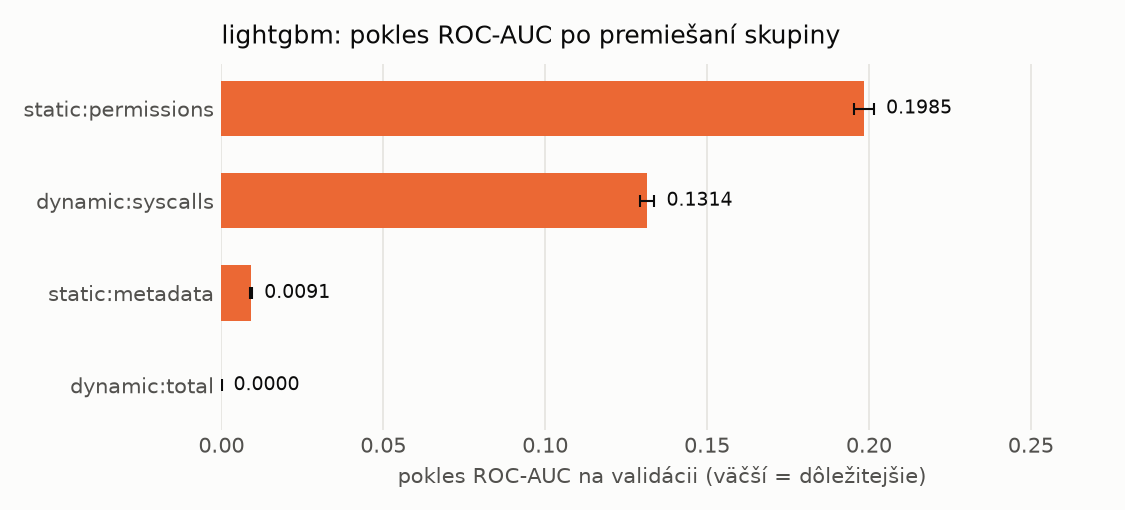 lightgbm: pokles ROC-AUC po premiešaní skupiny
static:permissions
0.1985
dynamic:syscalls
0.1314
static:metadata
0.0091
dynamic:total
0.0000
0.00 0.05 0.10 0.15 0.20 0.25
pokles ROC-AUC na validácii (väčší = dôležitejšie)